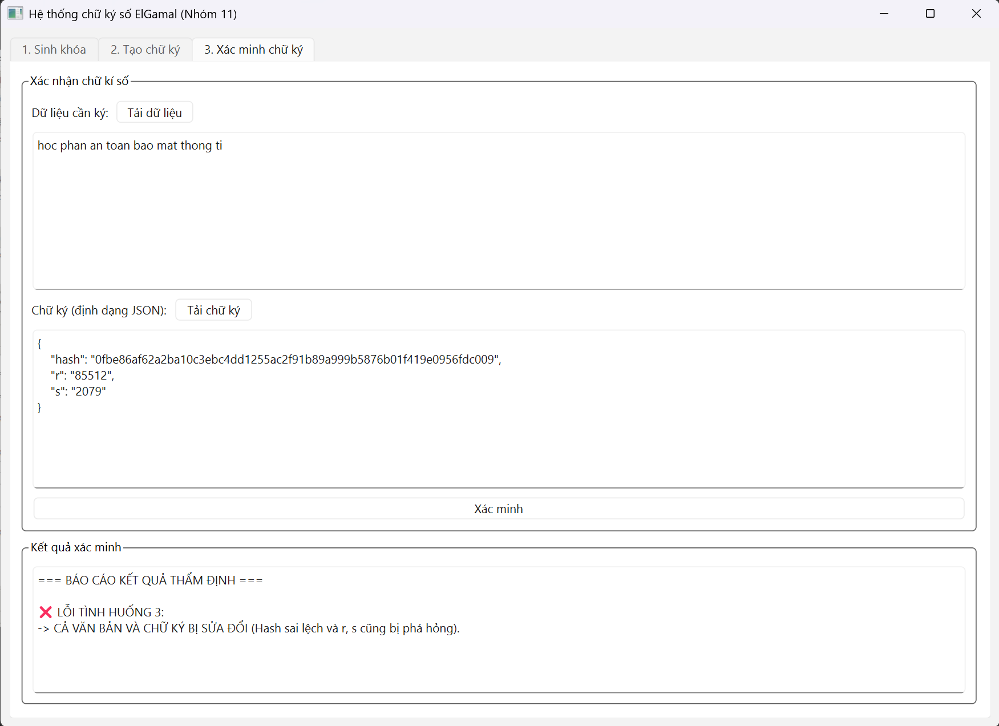 Hệ thống chữ ký số ElGamal (Nhóm 11)
1. Sinh khóa
2. Tạo chữ ký
3. Xác minh chữ ký
Xác nhận chữ kí số
Dữ liệu cần ký:
Tải dữ liệu
hoc phan an toan bao mat thong ti
Chữ ký (định dạng JSON):
Tải chữ ký
{
"hash": "0fbe86af62a2ba10c3ebc4dd1255ac2f91b89a999b5876b01f419e0956fdc009",
"r": "85512",
"s": "2079"
}
Xác minh
Kết quả xác minh
=== BÁO CÁO KẾT QUẢ THẨM ĐỊNH ===
❌ LỖI TÌNH HUỐNG 3:
-> CẢ VĂN BẢN VÀ CHỮ KÝ BỊ SỬA ĐỔI (Hash sai lệch và r, s cũng bị phá hỏng).